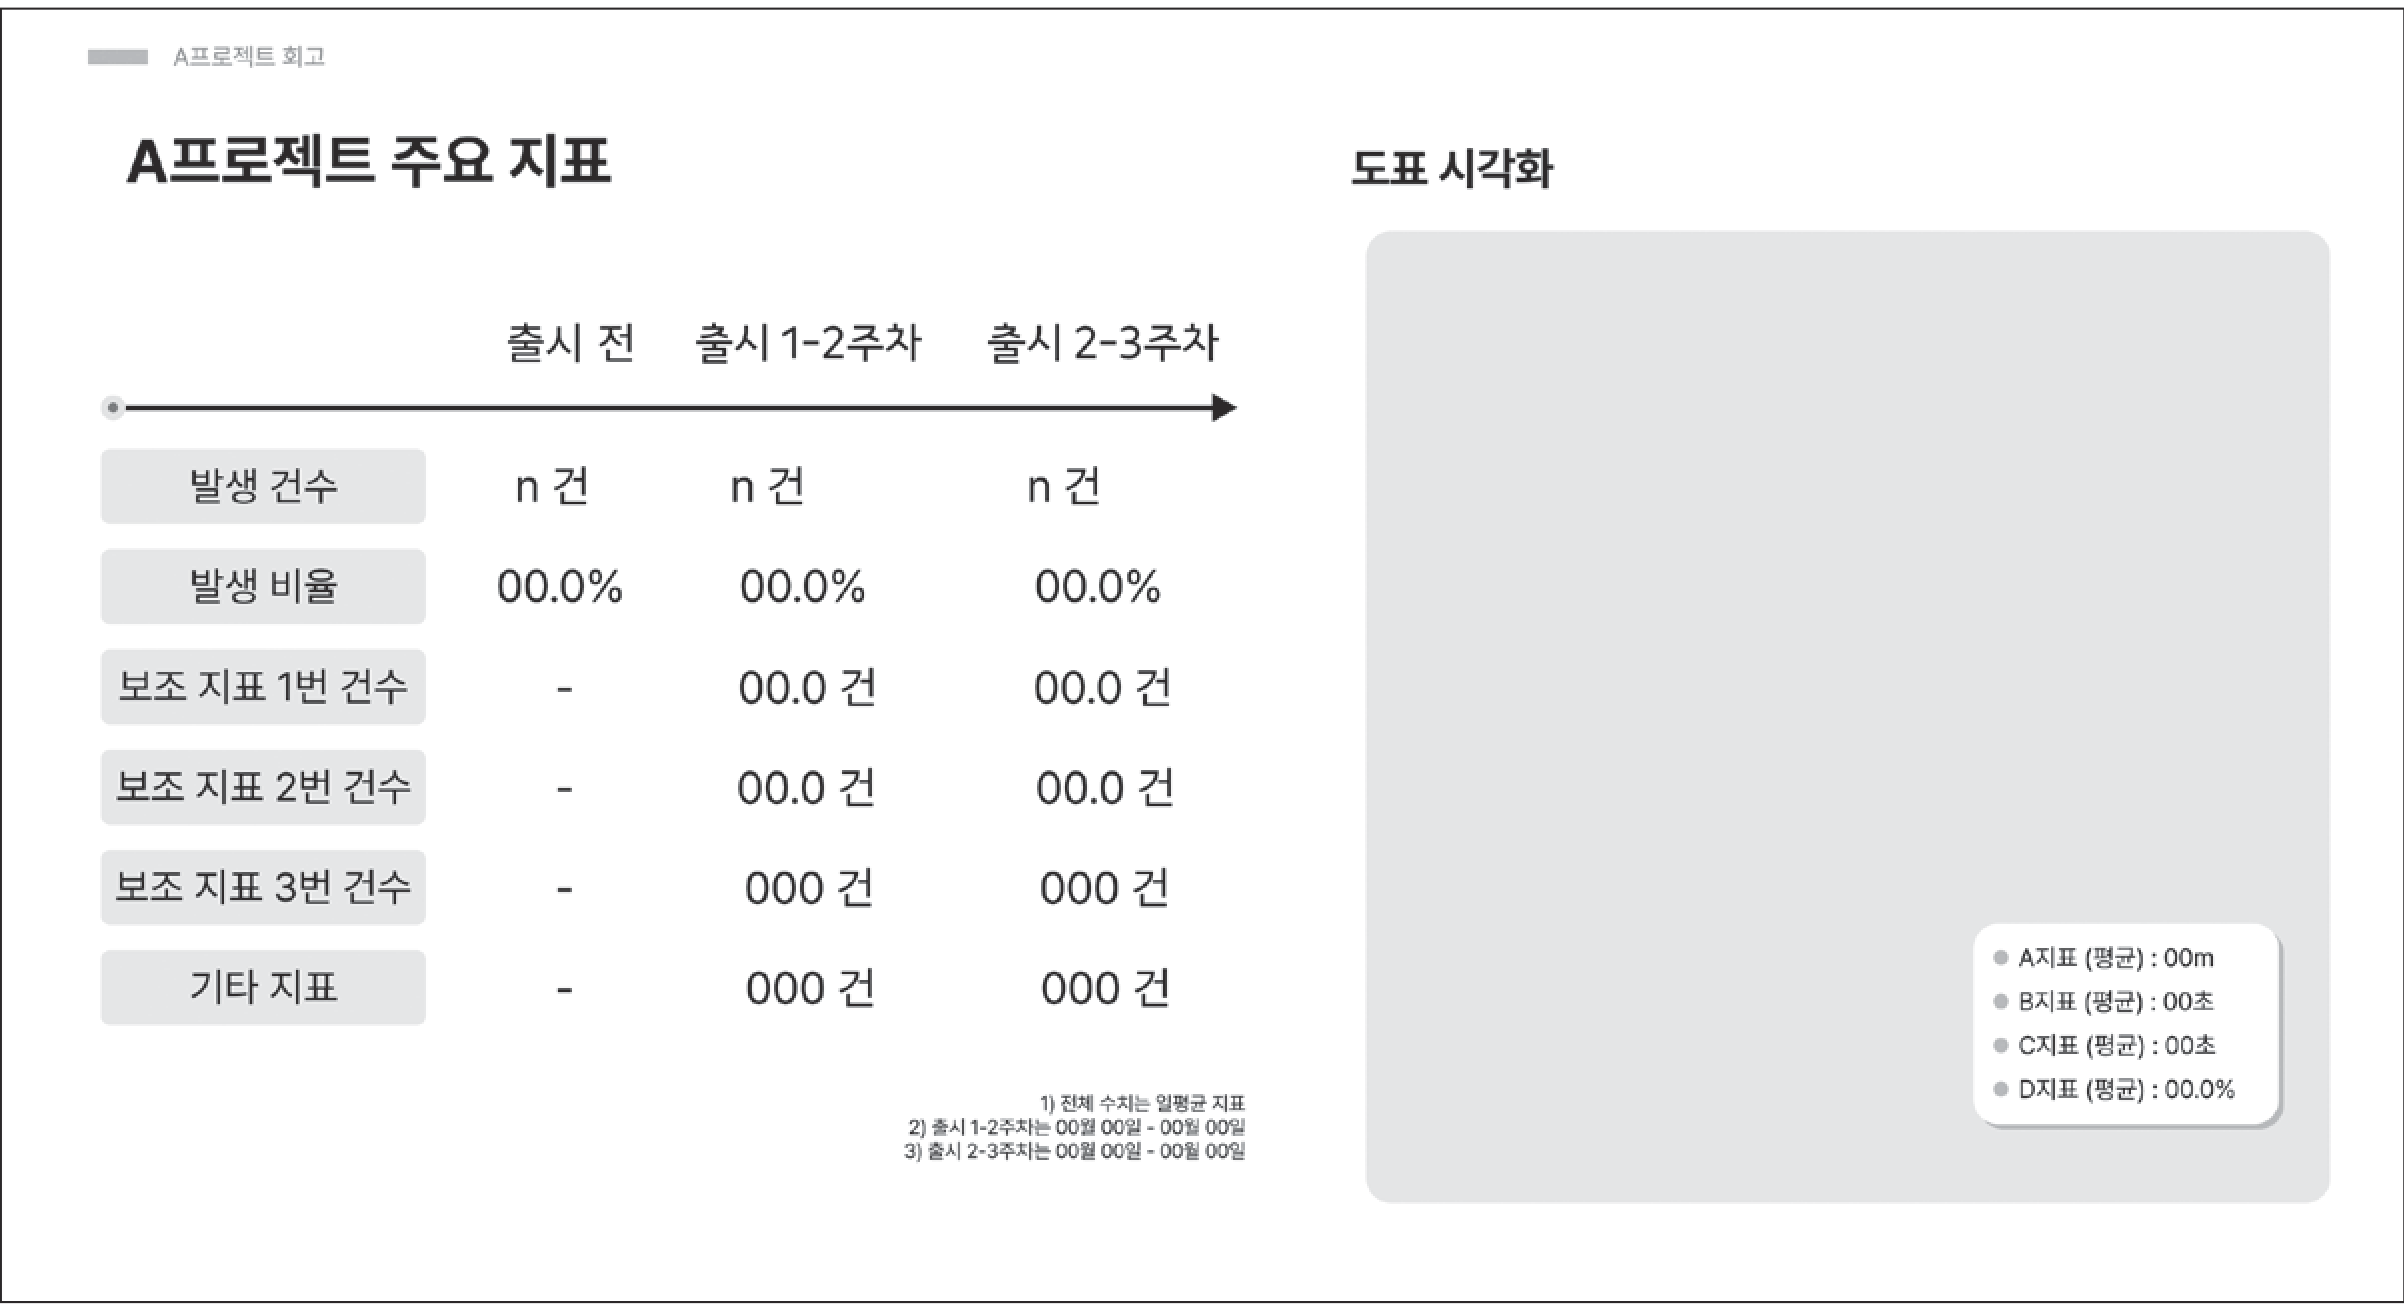 A프로젝트 회고
A프로젝트 주요 지표
출시 전 출시 1-2주차 출시 2-3주차
발생 건수 n 건 n 건 n 건
발생 비율 00.0% 00.0% 00.0%
보조 지표 1번 건수 - 00.0 건 00.0 건
보조 지표 2번 건수 - 00.0 건 00.0 건
보조 지표 3번 건수 - 000 건 000 건
기타 지표 - 000 건 000 건
1) 전체 수치는 일평균 지표
2) 출시 1-2주차는 00월 00일 - 00월 00일
3) 출시 2-3주차는 00월 00일 - 00월 00일
도표 시각화
A지표 (평균) : 00m
B지표 (평균) : 00초
C지표 (평균) : 00초
D지표 (평균) : 00.0%